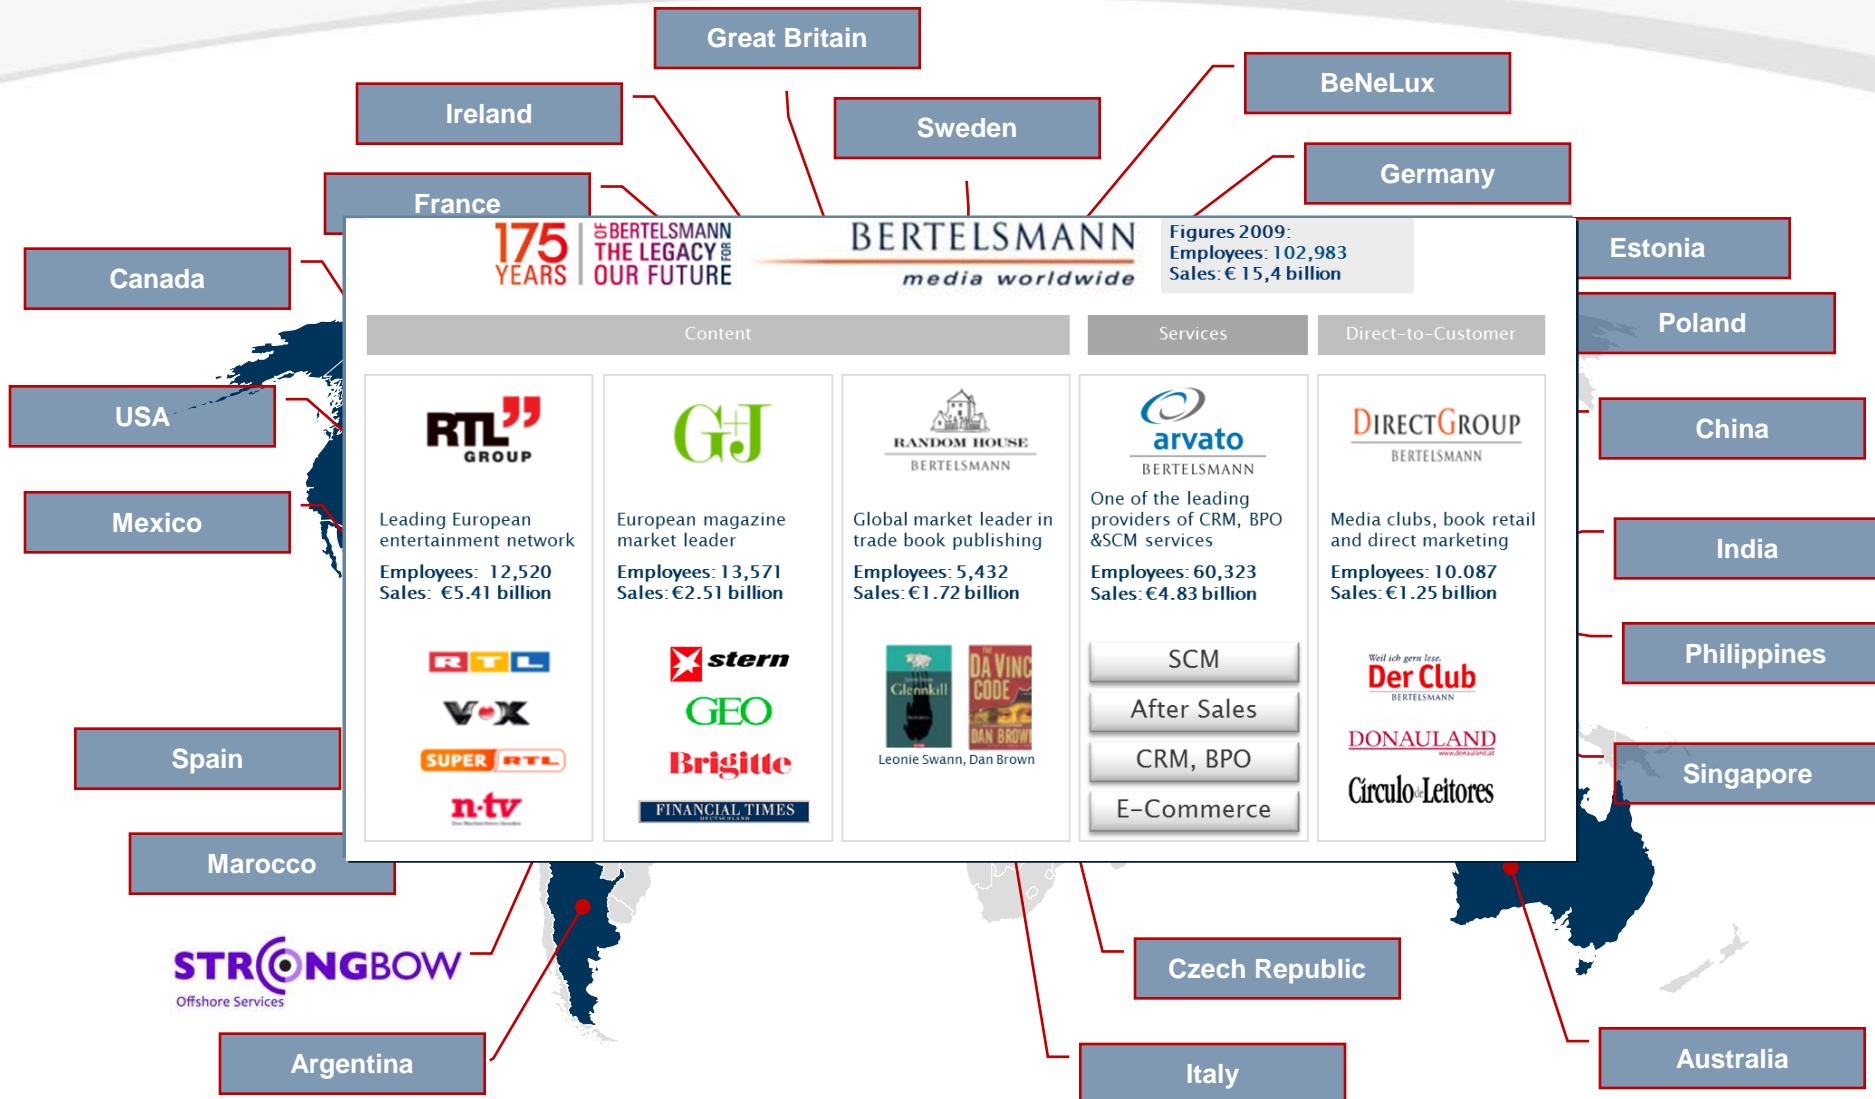 Great Britain
BeNeLux
Ireland
Sweden
Germany
France
Estonia
Canada
Poland
USA
China
Mexico
India
Philippines
Spain
Singapore
Marocco
STRONGBOW
Offshore Services
Czech Republic
Argentina
Italy
Australia
175
YEARS
OF BERTELSMANN
THE LEGACY FOR
OUR FUTURE
BERTELSMANN
media worldwide
Figures 2009:
Employees: 102,983
Sales: € 15,4 billion
Content
Services
Direct-to-Customer
RTL
GROUP
Leading European
entertainment network
Employees: 12,520
Sales: €5.41 billion
RTL
VOX
SUPER RTL
n-tv
G+J
European magazine
market leader
Employees: 13,571
Sales: €2.51 billion
stern
GEO
Brigitte
FINANCIAL TIMES
DEUTSCHLAND
RANDOM HOUSE
BERTELSMANN
Global market leader in
trade book publishing
Employees: 5,432
Sales: €1.72 billion
Glennkill
THE
DA VINC
CODE
DAN BROWN
Leonie Swann, Dan Brown
arvato
BERTELSMANN
One of the leading
providers of CRM, BPO
&SCM services
Employees: 60,323
Sales: €4.83 billion
SCM
After Sales
CRM, BPO
E-Commerce
DIRECTGROUP
BERTELSMANN
Media clubs, book retail
and direct marketing
Employees: 10.087
Sales: €1.25 billion
Weil ich gern lese.
Der Club
BERTELSMANN
DONAULAND
www.donauland.at
Círculo de Leitores